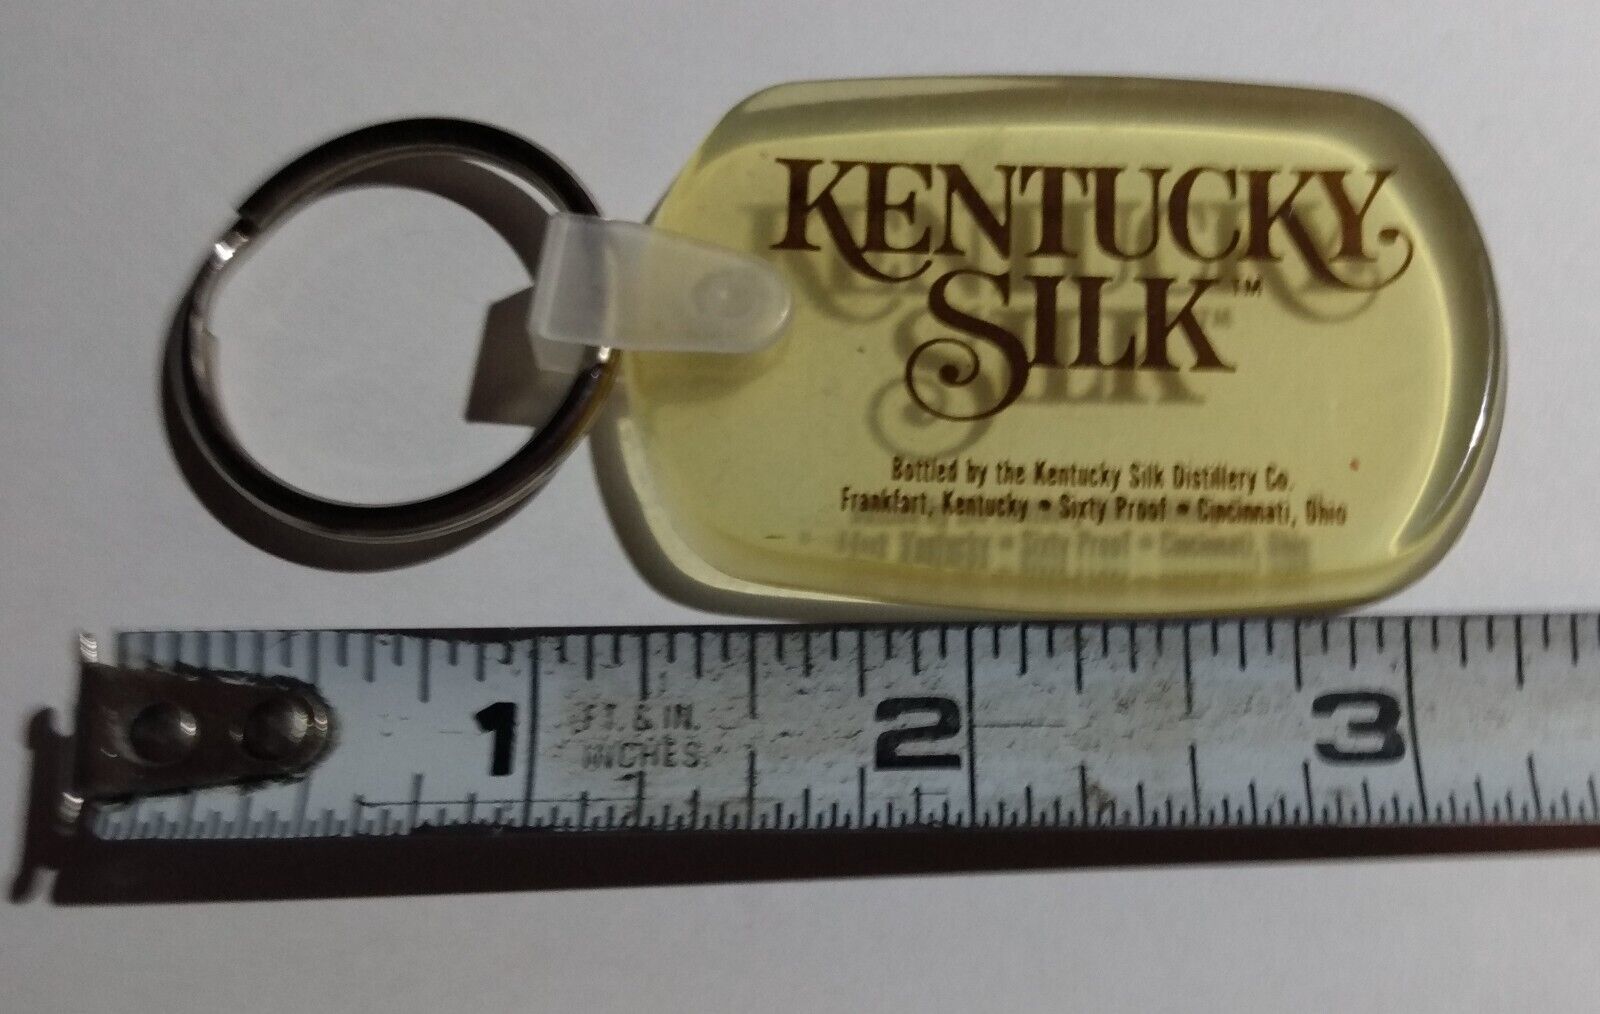 KENTUCKY
SILK™
Bottled by the Kentucky Silk Distillery Co.
Frankfart, Kentucky • Sixty Proof • Cincinnati, Ohio
1 2 3
FT. & IN.
INCHES